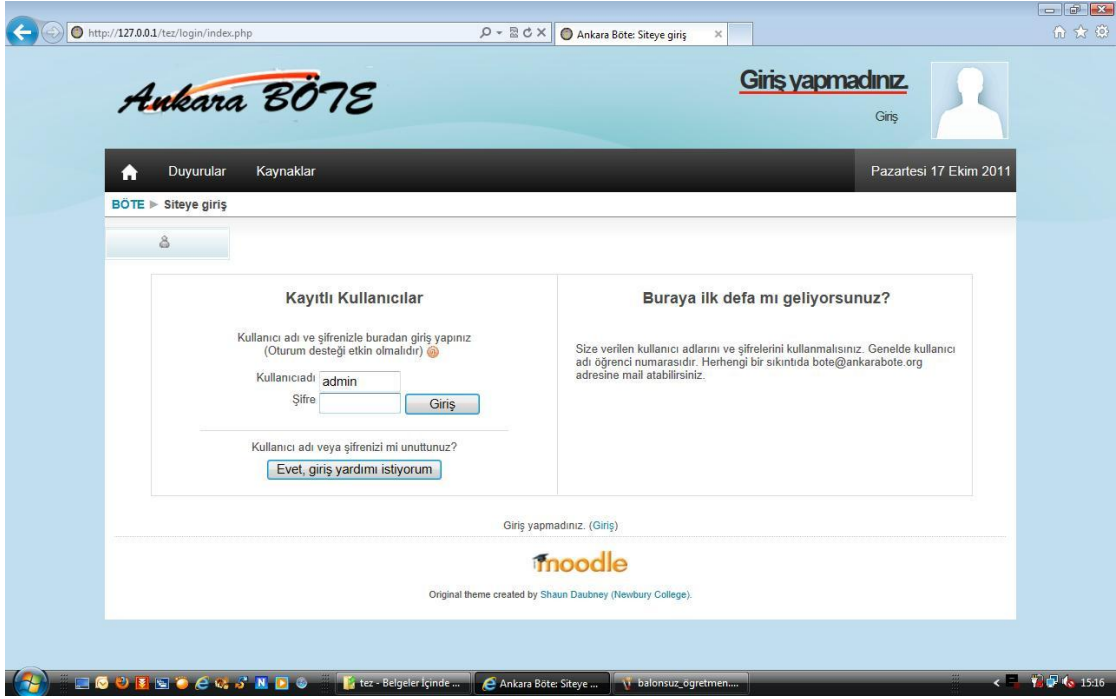 http://127.0.0.1/tez/login/index.php
Ankara Böte: Siteye giriş
Ankara BÖTE
Giriş yapmadınız.
Giriş
Duyurular Kaynaklar
Pazartesi 17 Ekim 2011
BÖTE ► Siteye giriş
Kayıtlı Kullanıcılar
Kullanıcı adı ve şifrenizle buradan giriş yapınız
(Oturum desteği etkin olmalıdır)
Kullanıcıadı admin
Şifre
Giriş
Kullanıcı adı veya şifrenizi mi unuttunuz?
Evet, giriş yardımı istiyorum
Buraya ilk defa mı geliyorsunuz?
Size verilen kullanıcı adlarını ve şifrelerini kullanmalısınız. Genelde kullanıcı
adı öğrenci numarasıdır. Herhengi bir sıkıntıda bote@ankarabote.org
adresine mail atabilirsiniz.
Giriş yapmadınız. (Giriş)
moodle
Original theme created by Shaun Daubney (Newbury College).
tez - Belgeler İçinde ...
Ankara Böte: Siteye ...
balonsuz_ögretmen....
15:16